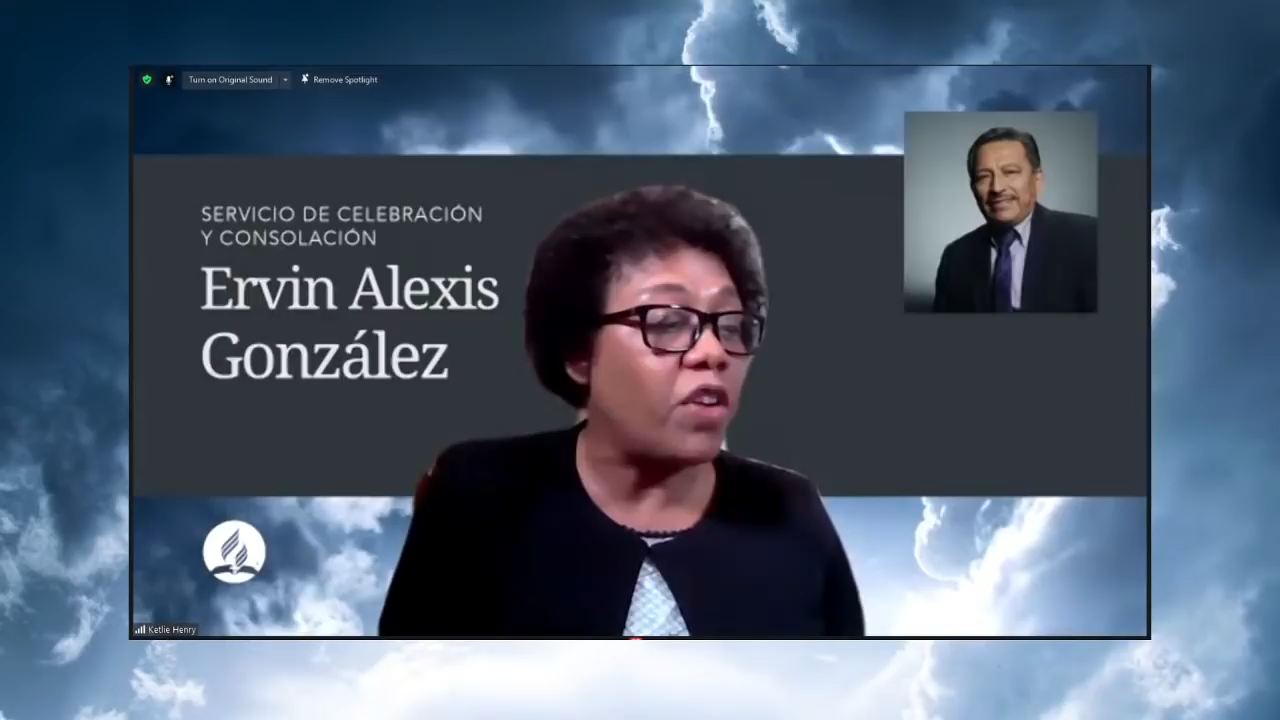 Turn on Original Sound
Remove Spotlight
SERVICIO DE CELEBRACIÓN
Y CONSOLACIÓN
Ervin Alexis
González
Ketlie Henry